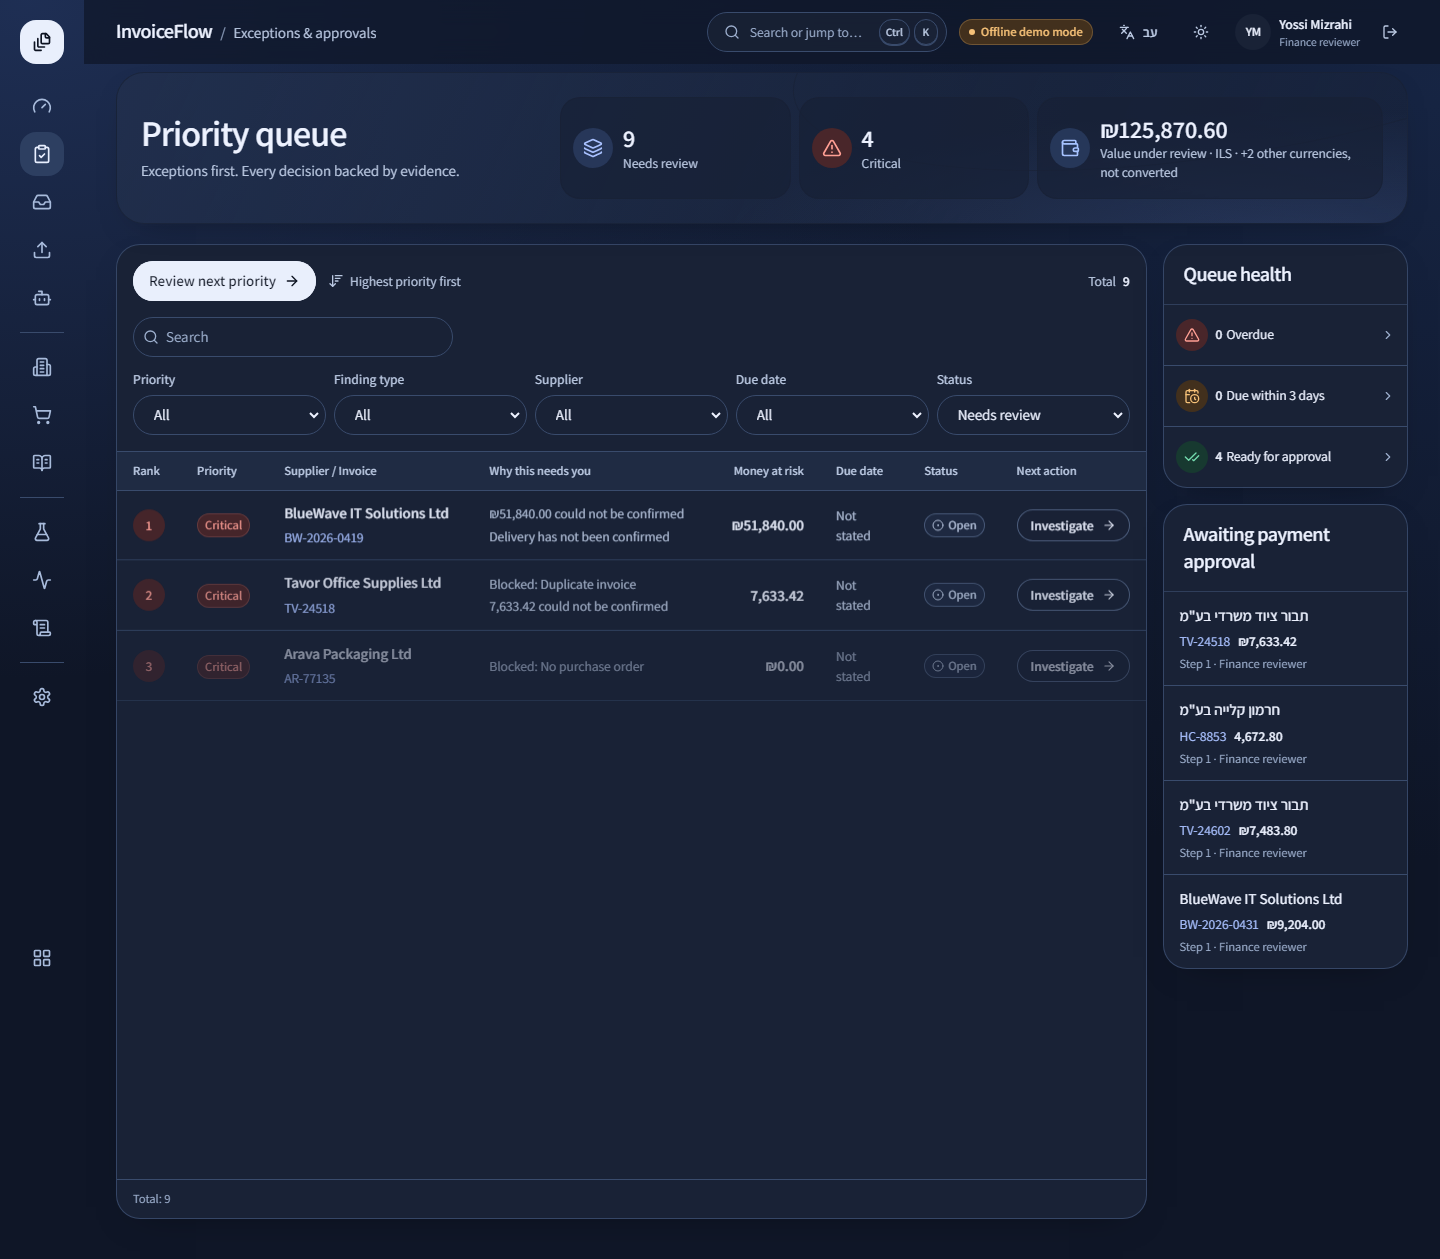 InvoiceFlow / Exceptions & approvals
Search or jump to… Ctrl K
Offline demo mode
עב
YM
Yossi Mizrahi
Finance reviewer
Priority queue
Exceptions first. Every decision backed by evidence.
9
Needs review
4
Critical
₪125,870.60
Value under review · ILS · +2 other currencies,
not converted
Review next priority
Highest priority first
Total 9
Search
Priority Finding type Supplier Due date Status
All All All All Needs review
Rank Priority Supplier / Invoice Why this needs you Money at risk Due date Status Next action
1 Critical BlueWave IT Solutions Ltd
BW-2026-0419
₪51,840.00 could not be confirmed
Delivery has not been confirmed
₪51,840.00
Not
stated
Open
Investigate
2 Critical Tavor Office Supplies Ltd
TV-24518
Blocked: Duplicate invoice
7,633.42 could not be confirmed
7,633.42
Not
stated
Open
Investigate
3 Critical Arava Packaging Ltd
AR-77135
Blocked: No purchase order
₪0.00
Not
stated
Open
Investigate
Total: 9
Queue health
0 Overdue
0 Due within 3 days
4 Ready for approval
Awaiting payment
approval
תבור ציוד משרדי בע"מ
TV-24518 ₪7,633.42
Step 1 · Finance reviewer
חרמון קלייה בע"מ
HC-8853 4,672.80
Step 1 · Finance reviewer
תבור ציוד משרדי בע"מ
TV-24602 ₪7,483.80
Step 1 · Finance reviewer
BlueWave IT Solutions Ltd
BW-2026-0431 ₪9,204.00
Step 1 · Finance reviewer